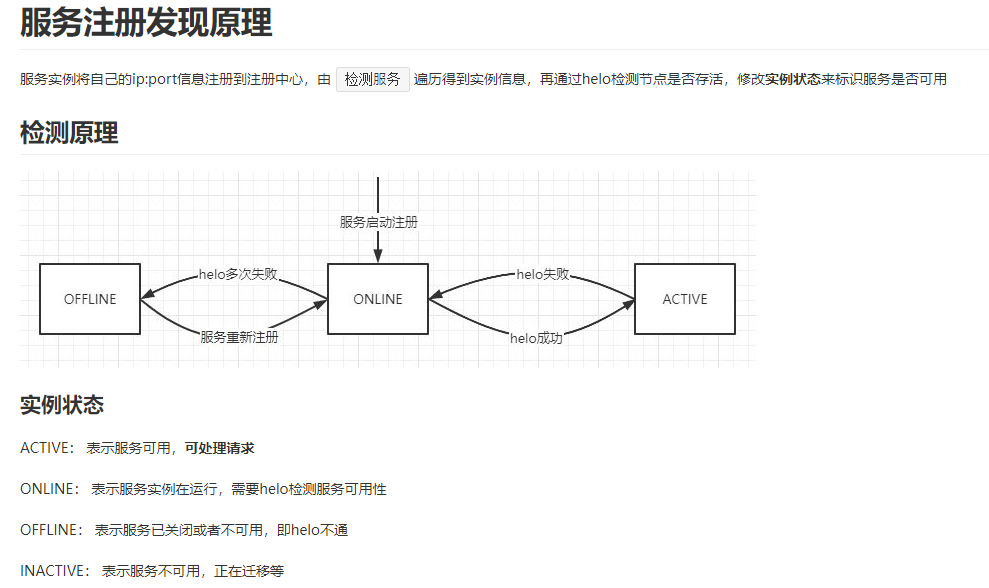 服务注册发现原理
服务实例将自己的ip:port信息注册到注册中心，由 检测服务 遍历得到实例信息，再通过helo检测节点是否存活，修改实例状态来标识服务是否可用
检测原理
服务启动注册
helo多次失败
helo失败
OFFLINE
ONLINE
ACTIVE
服务重新注册
helo成功
实例状态
ACTIVE： 表示服务可用，可处理请求
ONLINE： 表示服务实例在运行，需要helo检测服务可用性
OFFLINE： 表示服务已关闭或者不可用，即helo不通
INACTIVE： 表示服务不可用，正在迁移等